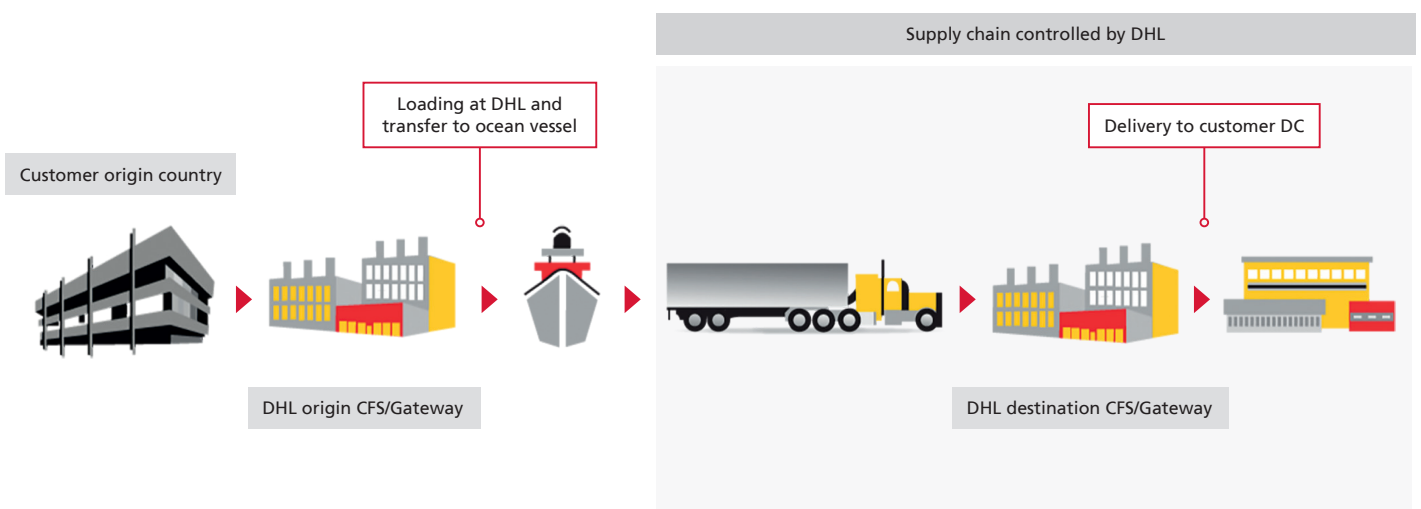 Supply chain controlled by DHL
Loading at DHL and
transfer to ocean vessel
Delivery to customer DC
Customer origin country
DHL origin CFS/Gateway
DHL destination CFS/Gateway